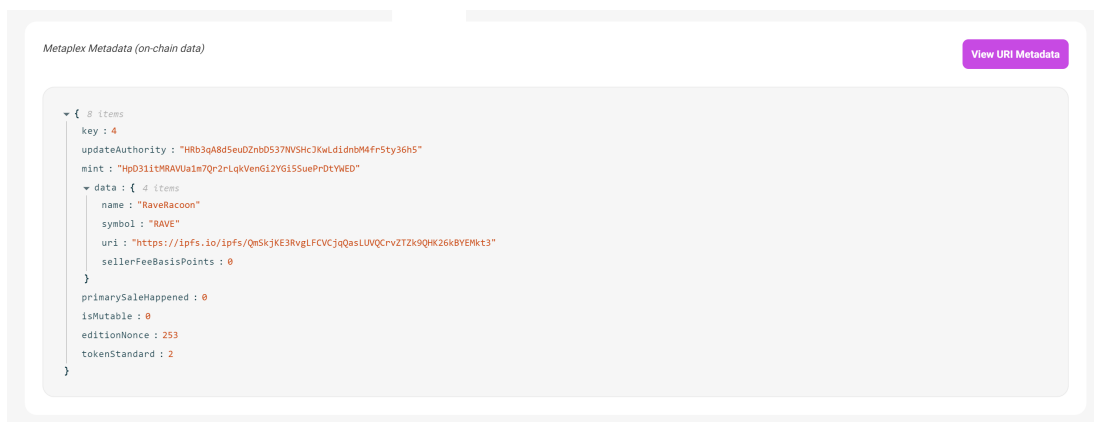 Metaplex Metadata (on-chain data)
View URI Metadata
{ 8 items
key : 4
updateAuthority : "HRb3qA8d5euDZnbD537NVSHcJKwLdidnbM4fr5ty36h5"
mint : "HpD31itMRAVUa1m7Qr2rLqkVenGi2YGi5SuePrDtYWED"
data : { 4 items
name : "RaveRacoon"
symbol : "RAVE"
uri : "https://ipfs.io/ipfs/QmSkjKE3RvgLFCVCjqQasLUVQCrvZTZk9QHK26kBYEMkt3"
sellerFeeBasisPoints : 0
}
primarySaleHappened : 0
isMutable : 0
editionNonce : 253
tokenStandard : 2
}